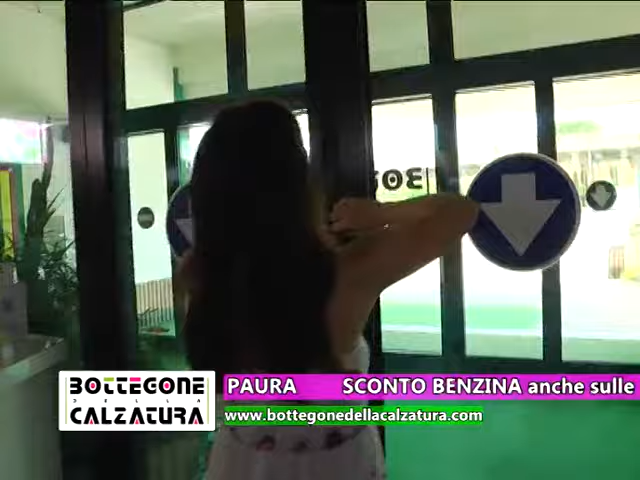 BOTTEGONE
DELLA
CALZATURA
PAURA SCONTO BENZINA anche sulle
www.bottegonedellacalzatura.com